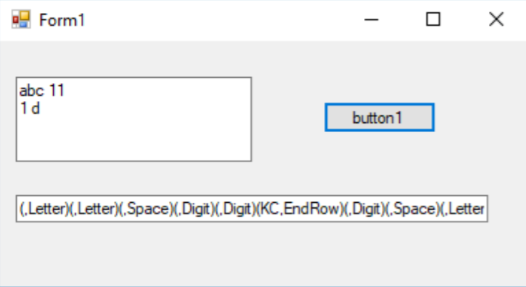 Form1
abc 11
1 d
button1
(,Letter)(,Letter)(,Space)(,Digit)(,Digit)(KC,EndRow)(,Digit)(,Space)(,Letter